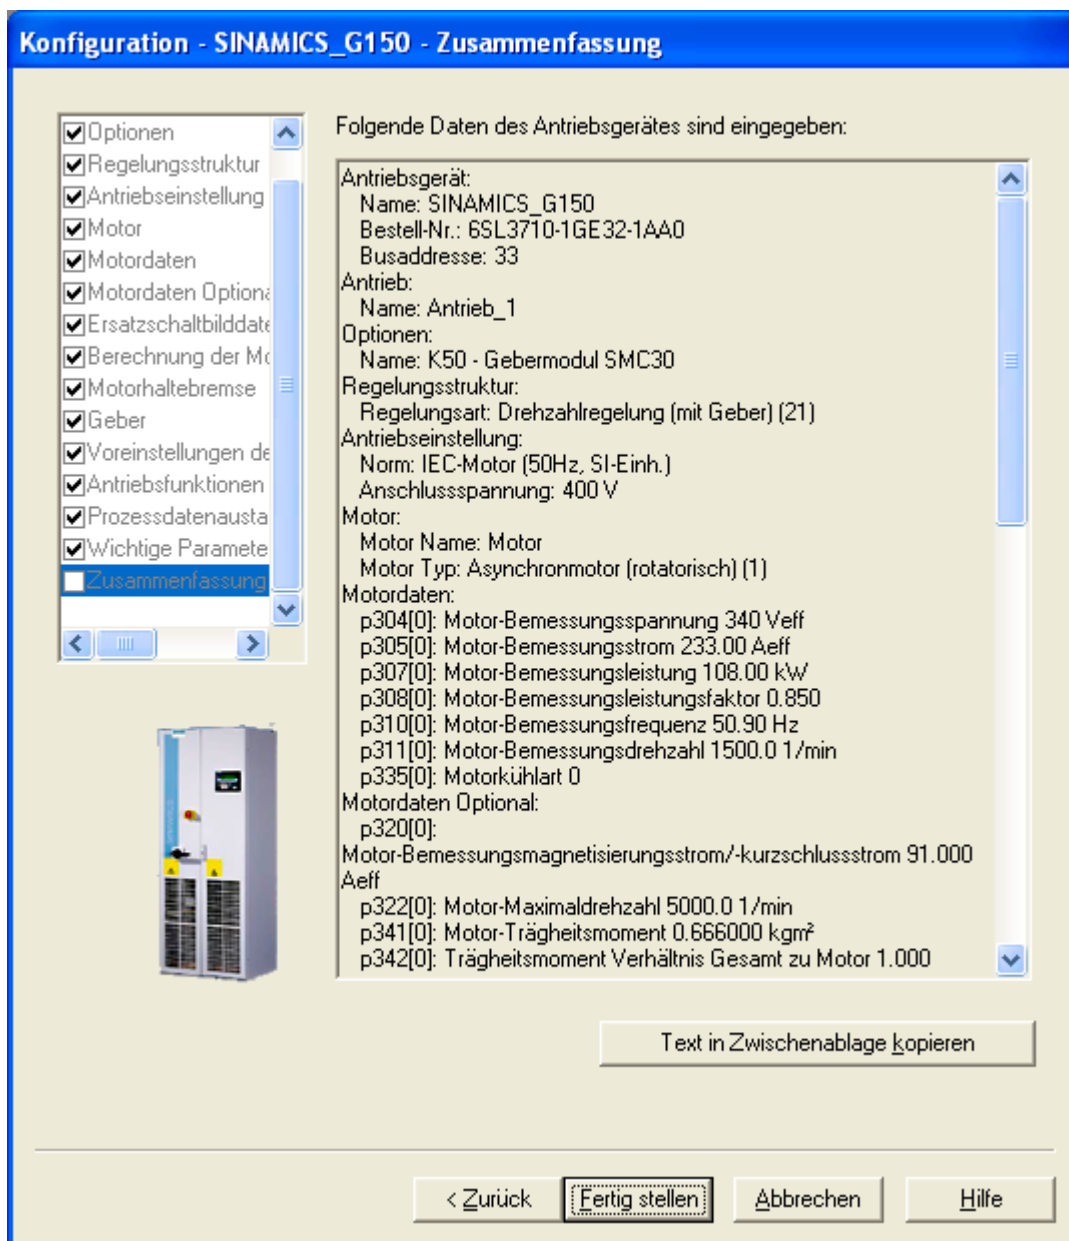 Konfiguration - SINAMICS_G150 - Zusammenfassung
Optionen
Regelungsstruktur
Antriebseinstellung
Motor
Motordaten
Motordaten Optiona
Ersatzschaltbilddate
Berechnung der Mo
Motorhaltebremse
Geber
Voreinstellungen de
Antriebsfunktionen
Prozessdatenausta
Wichtige Paramete
Zusammenfassung
Folgende Daten des Antriebsgerätes sind eingegeben:
Antriebsgerät:
Name: SINAMICS_G150
Bestell-Nr.: 6SL3710-1GE32-1AA0
Busaddresse: 33
Antrieb:
Name: Antrieb_1
Optionen:
Name: K50 - Gebermodul SMC30
Regelungsstruktur:
Regelungsart: Drehzahlregelung (mit Geber) (21)
Antriebseinstellung:
Norm: IEC-Motor (50Hz, SI-Einh.)
Anschlussspannung: 400 V
Motor:
Motor Name: Motor
Motor Typ: Asynchronmotor (rotatorisch) (1)
Motordaten:
p304[0]: Motor-Bemessungsspannung 340 Veff
p305[0]: Motor-Bemessungsstrom 233.00 Aeff
p307[0]: Motor-Bemessungsleistung 108.00 kW
p308[0]: Motor-Bemessungsleistungsfaktor 0.850
p310[0]: Motor-Bemessungsfrequenz 50.90 Hz
p311[0]: Motor-Bemessungsdrehzahl 1500.0 1/min
p335[0]: Motorkühlart 0
Motordaten Optional:
p320[0]:
Motor-Bemessungsmagnetisierungsstrom/-kurzschlussstrom 91.000
Aeff
p322[0]: Motor-Maximaldrehzahl 5000.0 1/min
p341[0]: Motor-Trägheitsmoment 0.666000 kgm²
p342[0]: Trägheitsmoment Verhältnis Gesamt zu Motor 1.000
Text in Zwischenablage kopieren
< Zurück
Fertig stellen
Abbrechen
Hilfe